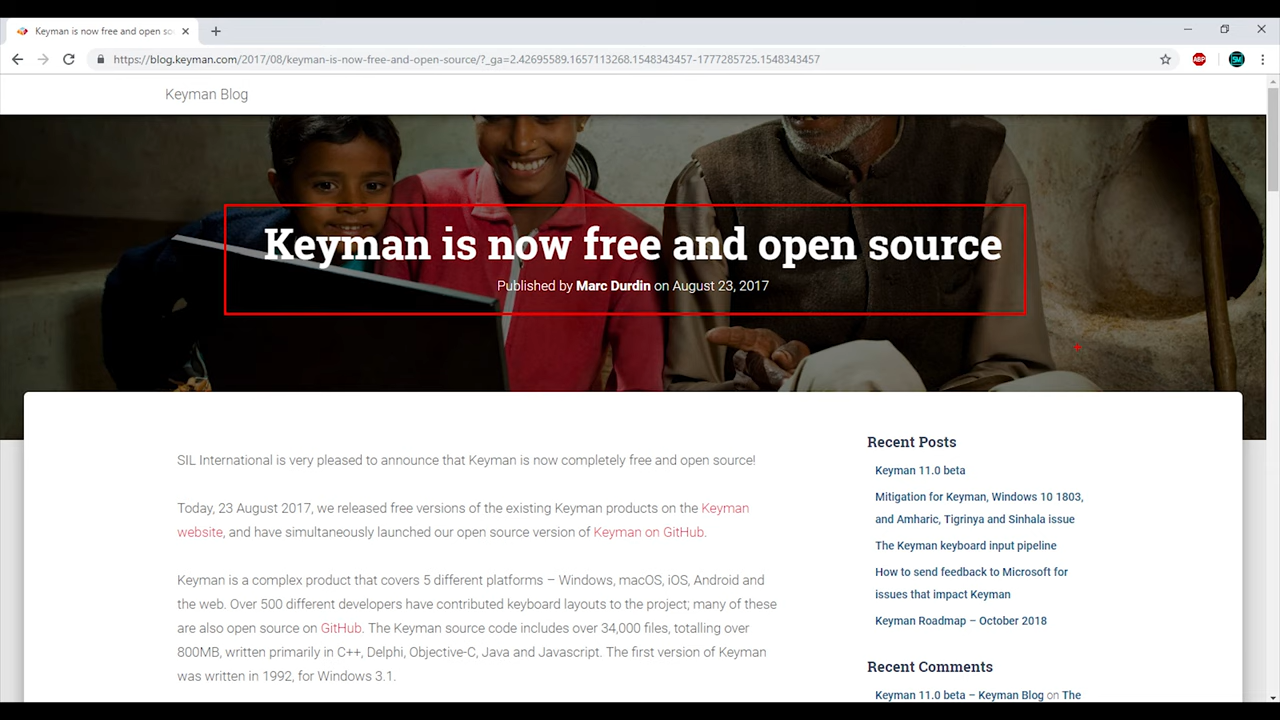 Keyman is now free and open so
https://blog.keyman.com/2017/08/keyman-is-now-free-and-open-source/?_ga=2.42695589.1657113268.1548343457-1777285725.1548343457
ABP
SM
Keyman Blog
Keyman is now free and open source
Published by Marc Durdin on August 23, 2017
SIL International is very pleased to announce that Keyman is now completely free and open source!
Today, 23 August 2017, we released free versions of the existing Keyman products on the Keyman
website, and have simultaneously launched our open source version of Keyman on GitHub.
Keyman is a complex product that covers 5 different platforms – Windows, macOS, iOS, Android and
the web. Over 500 different developers have contributed keyboard layouts to the project; many of these
are also open source on GitHub. The Keyman source code includes over 34,000 files, totalling over
800MB, written primarily in C++, Delphi, Objective-C, Java and Javascript. The first version of Keyman
was written in 1992, for Windows 3.1.
Recent Posts
Keyman 11.0 beta
Mitigation for Keyman, Windows 10 1803,
and Amharic, Tigrinya and Sinhala issue
The Keyman keyboard input pipeline
How to send feedback to Microsoft for
issues that impact Keyman
Keyman Roadmap – October 2018
Recent Comments
Keyman 11.0 beta – Keyman Blog on The